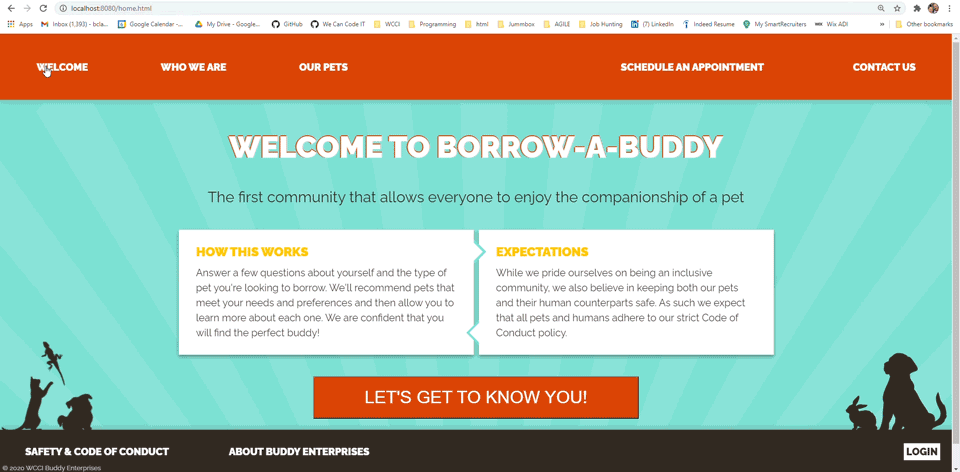 localhost:8080/home.html
Apps
Inbox (1,393) - bcla...
Google Calendar -...
My Drive - Google...
GitHub
We Can Code IT
WCCI
Programming
html
Jummbox
AGILE
Job Hunting
(7) LinkedIn
Indeed Resume
My SmartRecruiters
Wix ADI
»
Other bookmarks
WELCOME
WHO WE ARE
OUR PETS
SCHEDULE AN APPOINTMENT
CONTACT US
WELCOME TO BORROW-A-BUDDY
The first community that allows everyone to enjoy the companionship of a pet
HOW THIS WORKS
Answer a few questions about yourself and the type of
pet you're looking to borrow. We'll recommend pets that
meet your needs and preferences and then allow you to
learn more about each one. We are confident that you
will find the perfect buddy!
EXPECTATIONS
While we pride ourselves on being an inclusive
community, we also believe in keeping both our pets
and their human counterparts safe. As such we expect
that all pets and humans adhere to our strict Code of
Conduct policy.
LET'S GET TO KNOW YOU!
SAFETY & CODE OF CONDUCT
ABOUT BUDDY ENTERPRISES
LOGIN
© 2020 WCCI Buddy Enterprises